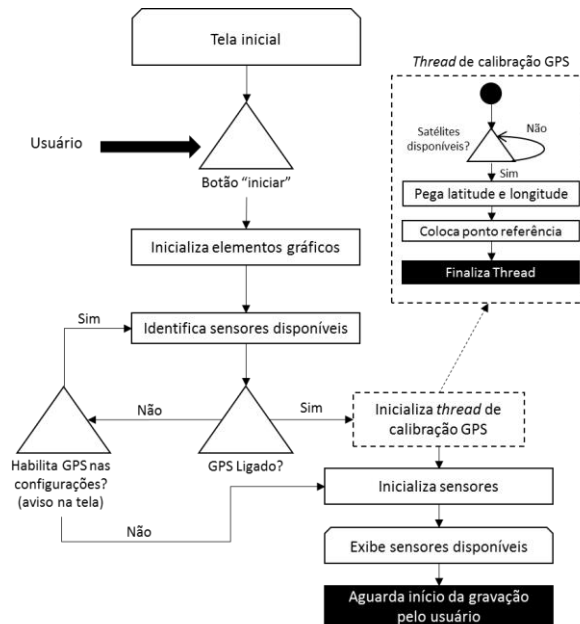 Tela inicial
Usuário
Botão “iniciar”
Inicializa elementos gráficos
Identifica sensores disponíveis
Sim
Não
Sim
GPS Ligado?
Habilita GPS nas
configurações?
(aviso na tela)
Não
Inicializa thread de
calibração GPS
Inicializa sensores
Exibe sensores disponíveis
Aguarda início da gravação
pelo usuário
Thread de calibração GPS
Satélites
disponíveis?
Não
Sim
Pega latitude e longitude
Coloca ponto referência
Finaliza Thread